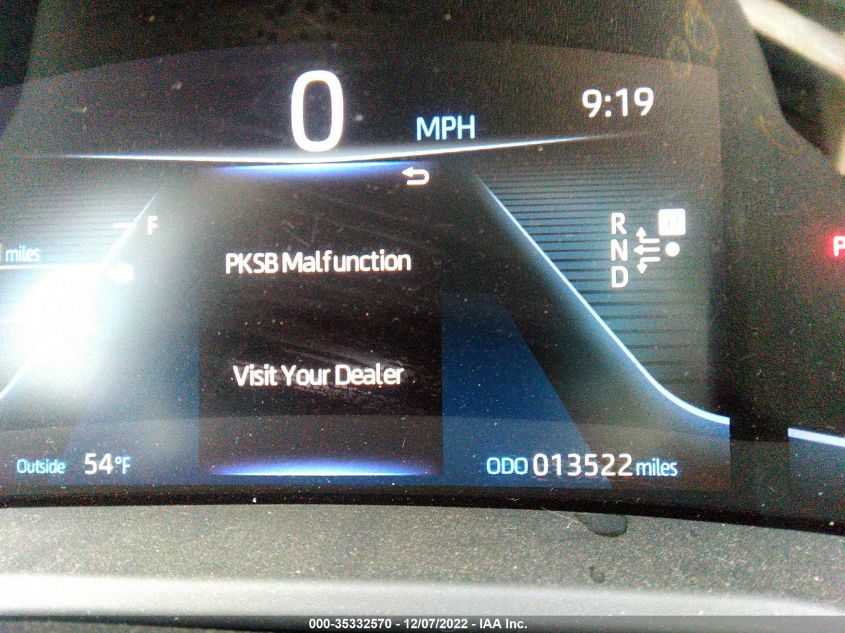 0 MPH 9:19
F
miles
R
N
D
P
PKSB Malfunction
Visit Your Dealer
Outside 54°F
ODO 013522 miles
000-35332570 - 12/07/2022 - IAA Inc.